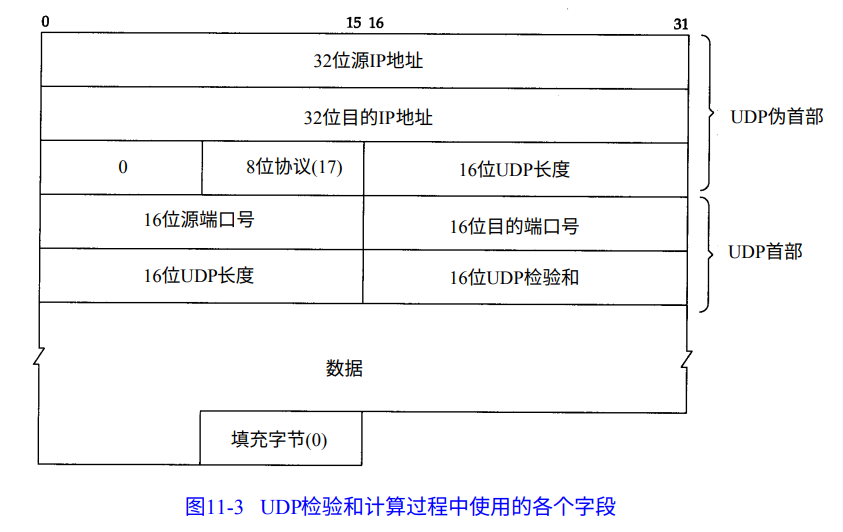 0 15 16 31
32位源IP地址
32位目的IP地址
UDP伪首部
0 8位协议(17) 16位UDP长度
16位源端口号 16位目的端口号
UDP首部
16位UDP长度 16位UDP检验和
数据
填充字节(0)
图11-3 UDP检验和计算过程中使用的各个字段